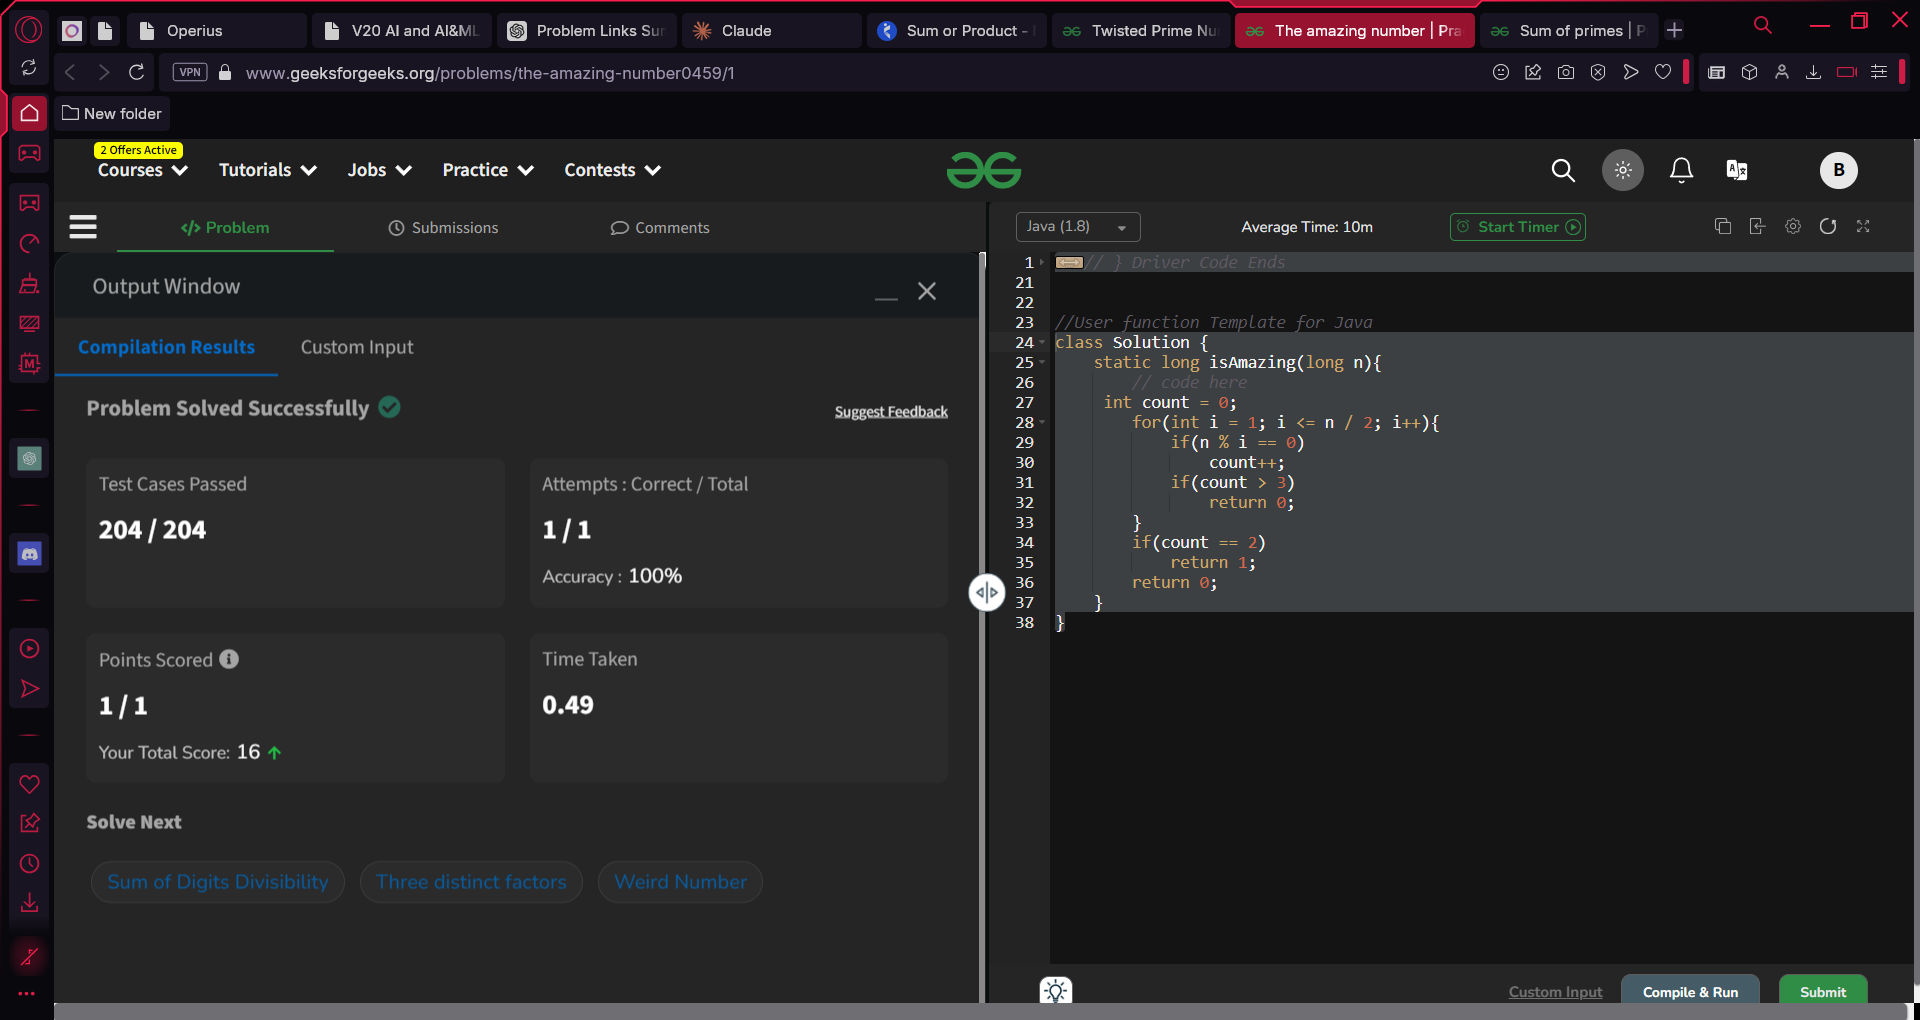 Operius
V20 AI and AI&ML
Problem Links Sum
Claude
Sum or Product -
Twisted Prime Nu
The amazing number | Pra
Sum of primes | P
VPN
www.geeksforgeeks.org/problems/the-amazing-number0459/1
New folder
2 Offers Active
Courses
Tutorials
Jobs
Practice
Contests
B
</> Problem
Submissions
Comments
Java (1.8)
Average Time: 10m
Start Timer
Output Window
Compilation Results
Custom Input
Problem Solved Successfully
Suggest Feedback
Test Cases Passed
204 / 204
Attempts : Correct / Total
1 / 1
Accuracy : 100%
Points Scored
1 / 1
Your Total Score: 16
Time Taken
0.49
Solve Next
Sum of Digits Divisibility
Three distinct factors
Weird Number
1 // } Driver Code Ends
21
22
23 //User function Template for Java
24 class Solution {
25 static long isAmazing(long n){
26 // code here
27 int count = 0;
28 for(int i = 1; i <= n / 2; i++){
29 if(n % i == 0)
30 count++;
31 if(count > 3)
32 return 0;
33 }
34 if(count == 2)
35 return 1;
36 return 0;
37 }
38 }
Custom Input
Compile & Run
Submit